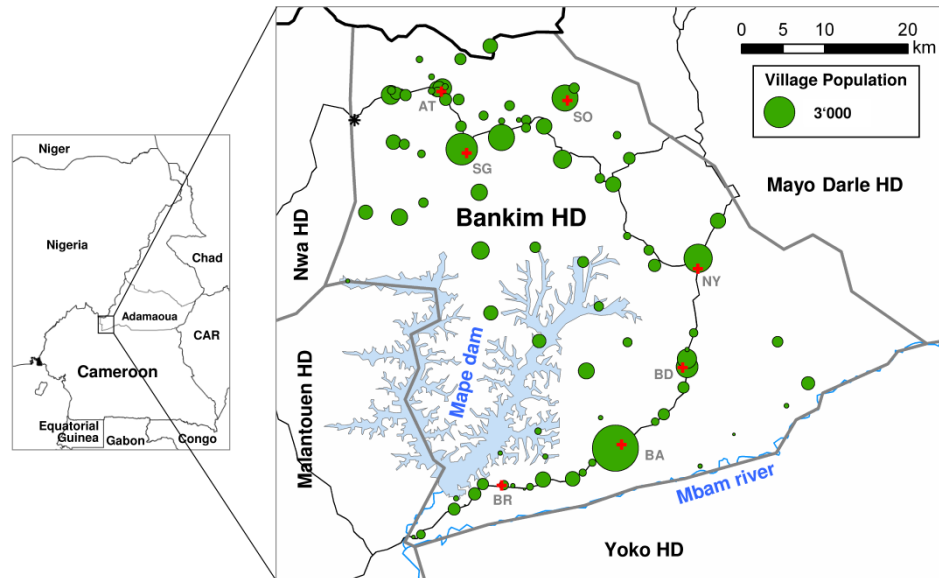 0 10 20
km
Village Population
3'000
AT
SO
SG
Mayo Darle HD
Bankim HD
Nwa HD
NY
Niger
Nigeria
Chad
Adamaoua
CAR
Cameroon
Equatorial
Guinea
Gabon
Congo
Malantouen HD
Mape dam
BD
BA
BR
Mbam river
Yoko HD